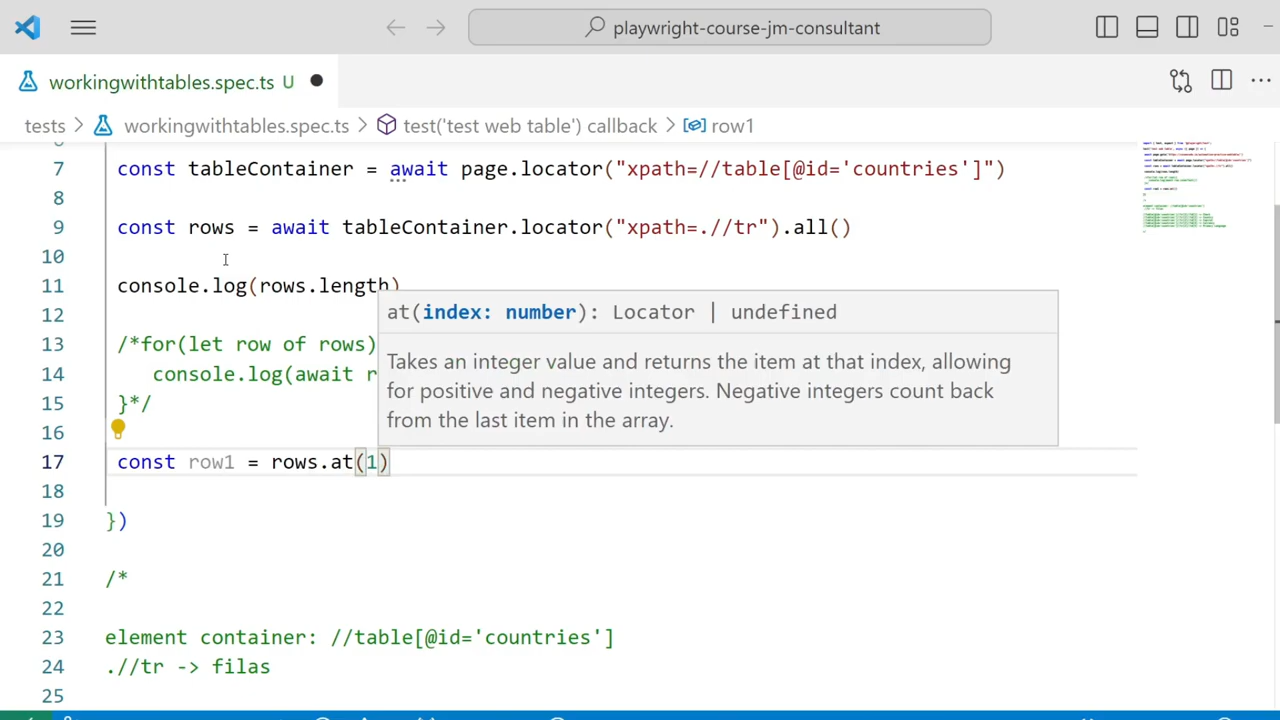 playwright-course-jm-consultant
workingwithtables.spec.ts U
tests > workingwithtables.spec.ts > test('test web table') callback > row1
7 const tableContainer = await .locator("xpath=//table[@id='countries']")
8
9 const rows = await tableContainer.locator("xpath=.//tr").all()
10
11 console.log(rows.length)
12
at(index: number): Locator | undefined
13 /*for(let row of rows)
Takes an integer value and returns the item at that index, allowing
14 console.log(await r
for positive and negative integers. Negative integers count back
15 }*/
from the last item in the array.
16
17 const row1 = rows.at(1)
18
19 })
20
21 /*
22
23 element container: //table[@id='countries']
24 .//tr -> filas
25